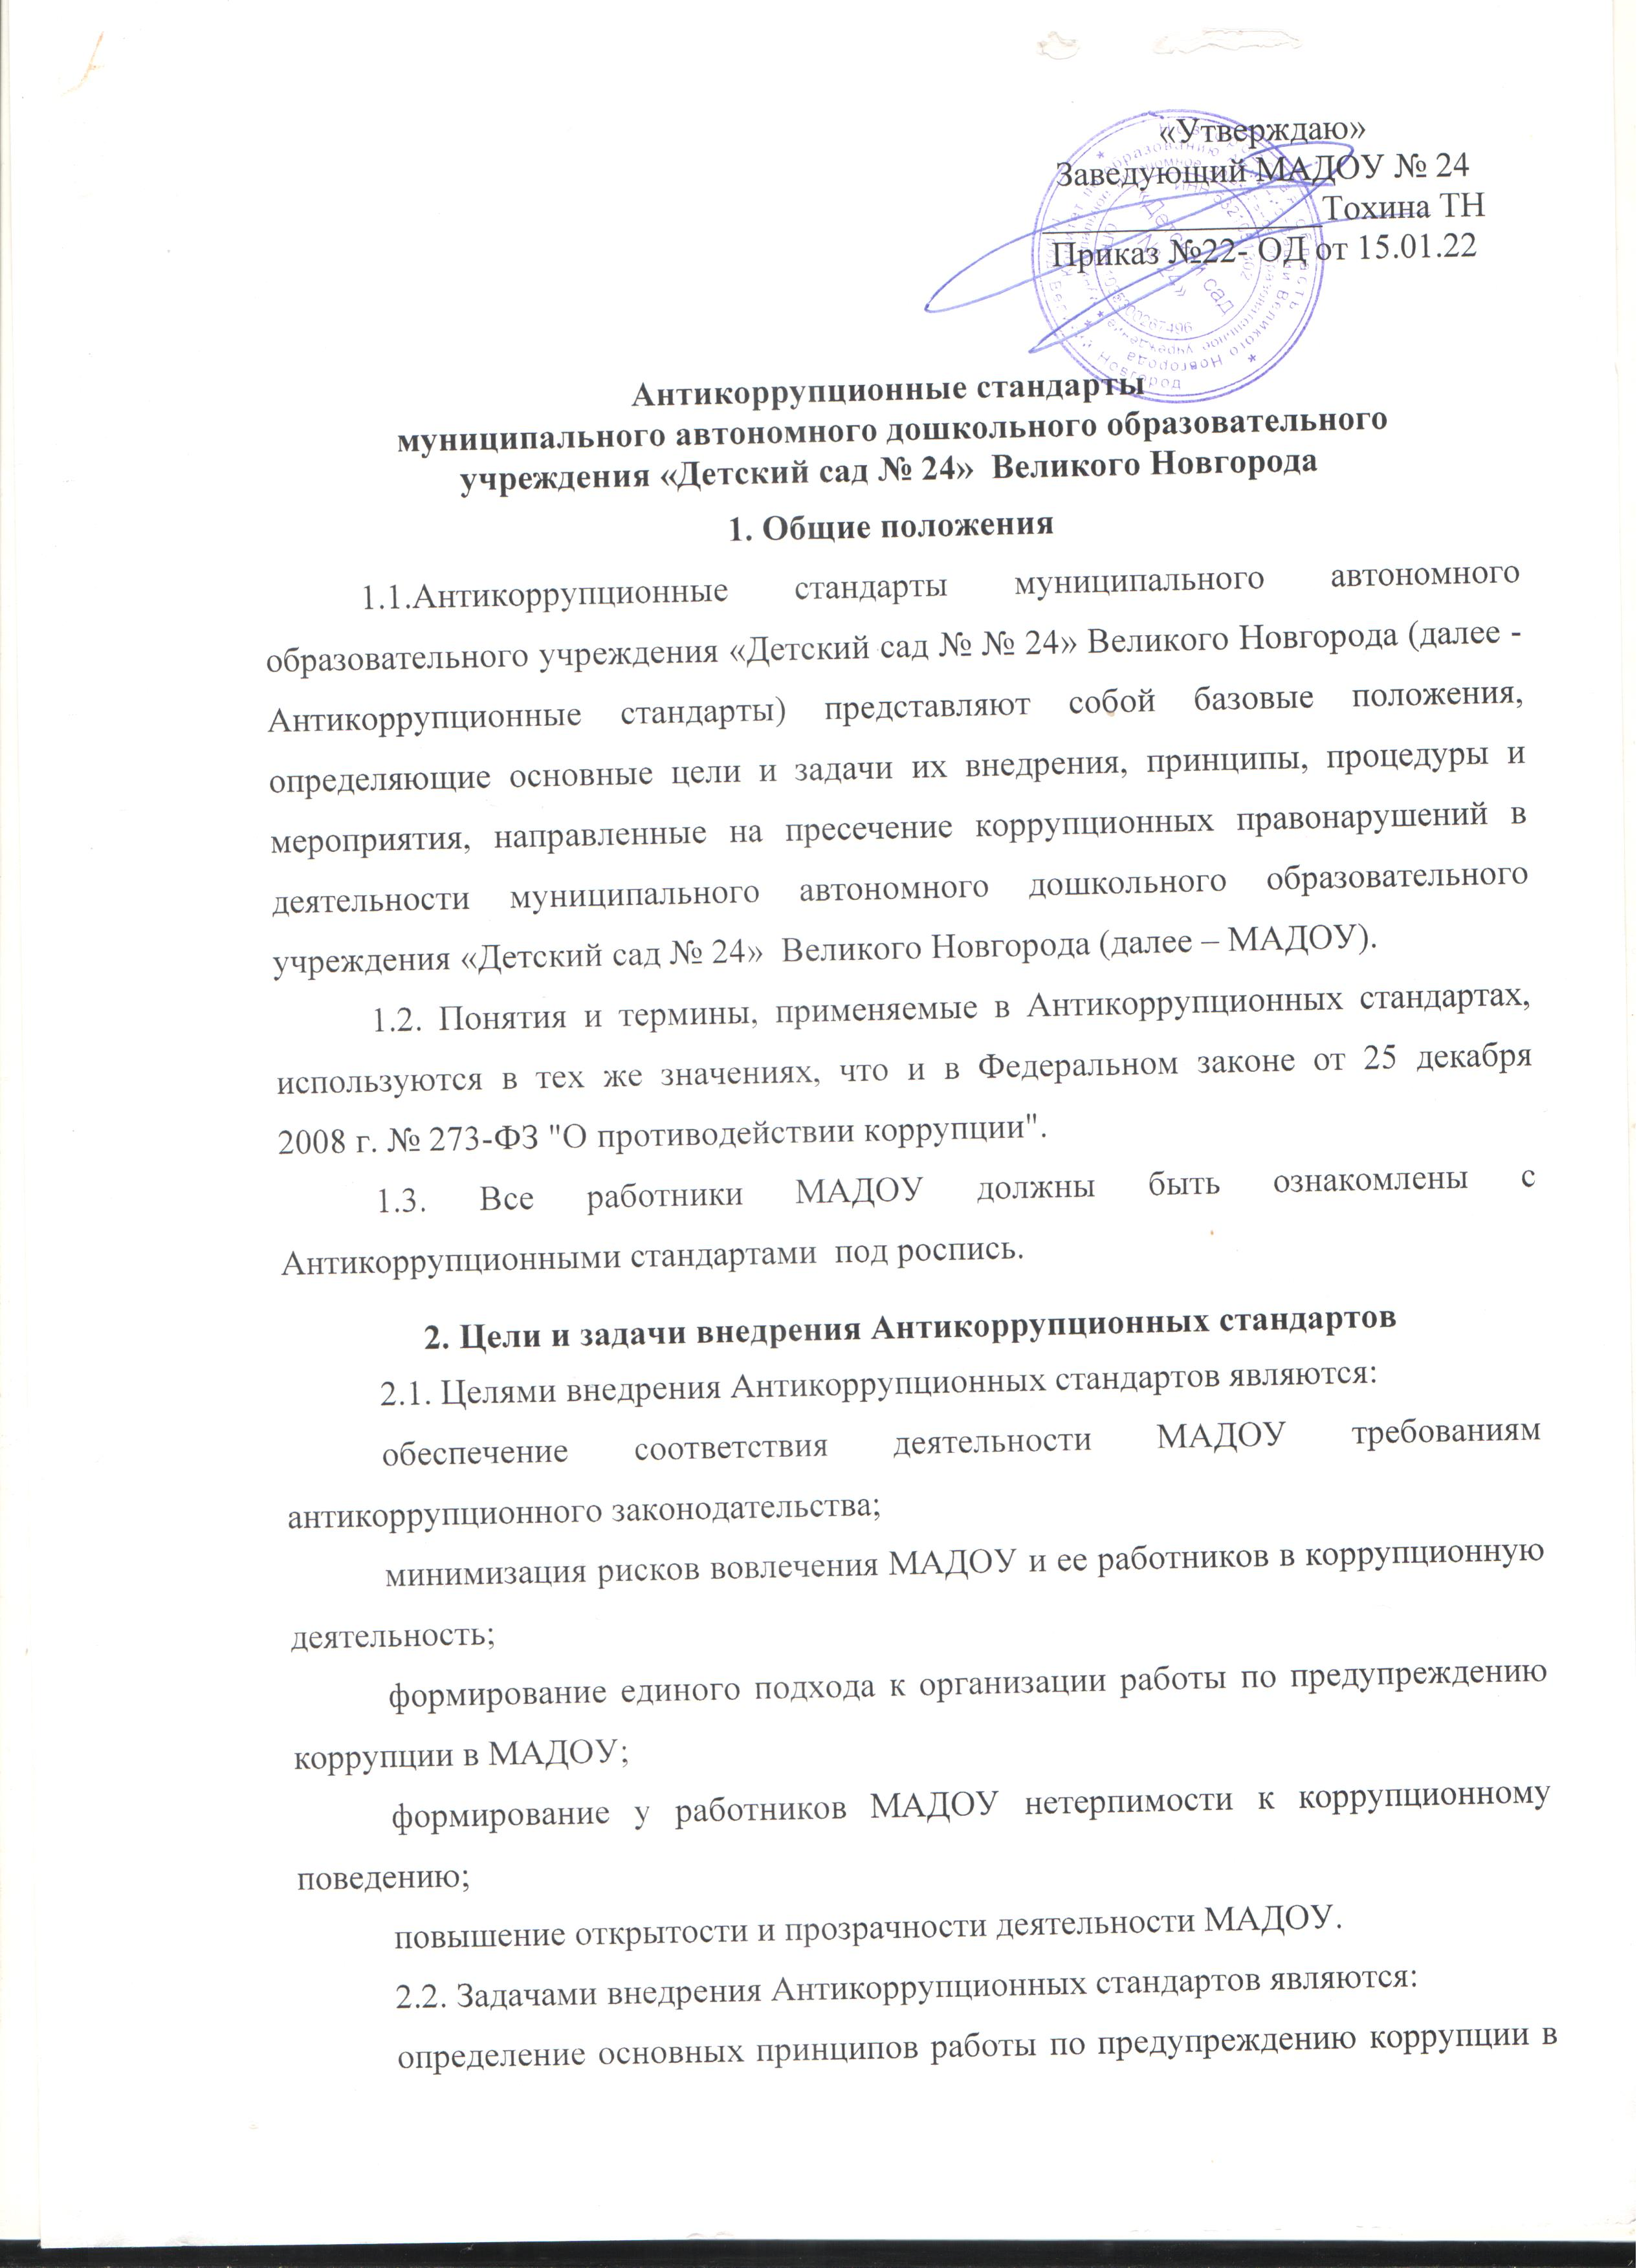 «Утверждаю»
Заведующий МАДОУ № 24
Тохина ТН
Приказ №22- ОД от 15.01.22
«Детский сад
№ 24»
Антикоррупционные стандарты
муниципального автономного дошкольного образовательного
учреждения «Детский сад № 24» Великого Новгорода
1. Общие положения
1.1.Антикоррупционные стандарты муниципального автономного
образовательного учреждения «Детский сад № № 24» Великого Новгорода (далее -
Антикоррупционные стандарты) представляют собой базовые положения,
определяющие основные цели и задачи их внедрения, принципы, процедуры и
мероприятия, направленные на пресечение коррупционных правонарушений в
деятельности муниципального автономного дошкольного образовательного
учреждения «Детский сад № 24» Великого Новгорода (далее – МАДОУ).
1.2. Понятия и термины, применяемые в Антикоррупционных стандартах,
используются в тех же значениях, что и в Федеральном законе от 25 декабря
2008 г. № 273-ФЗ "О противодействии коррупции".
1.3. Все работники МАДОУ должны быть ознакомлены с
Антикоррупционными стандартами под роспись.
2. Цели и задачи внедрения Антикоррупционных стандартов
2.1. Целями внедрения Антикоррупционных стандартов являются:
обеспечение соответствия деятельности МАДОУ требованиям
антикоррупционного законодательства;
минимизация рисков вовлечения МАДОУ и ее работников в коррупционную
деятельность;
формирование единого подхода к организации работы по предупреждению
коррупции в МАДОУ;
формирование у работников МАДОУ нетерпимости к коррупционному
поведению;
повышение открытости и прозрачности деятельности МАДОУ.
2.2. Задачами внедрения Антикоррупционных стандартов являются:
определение основных принципов работы по предупреждению коррупции в